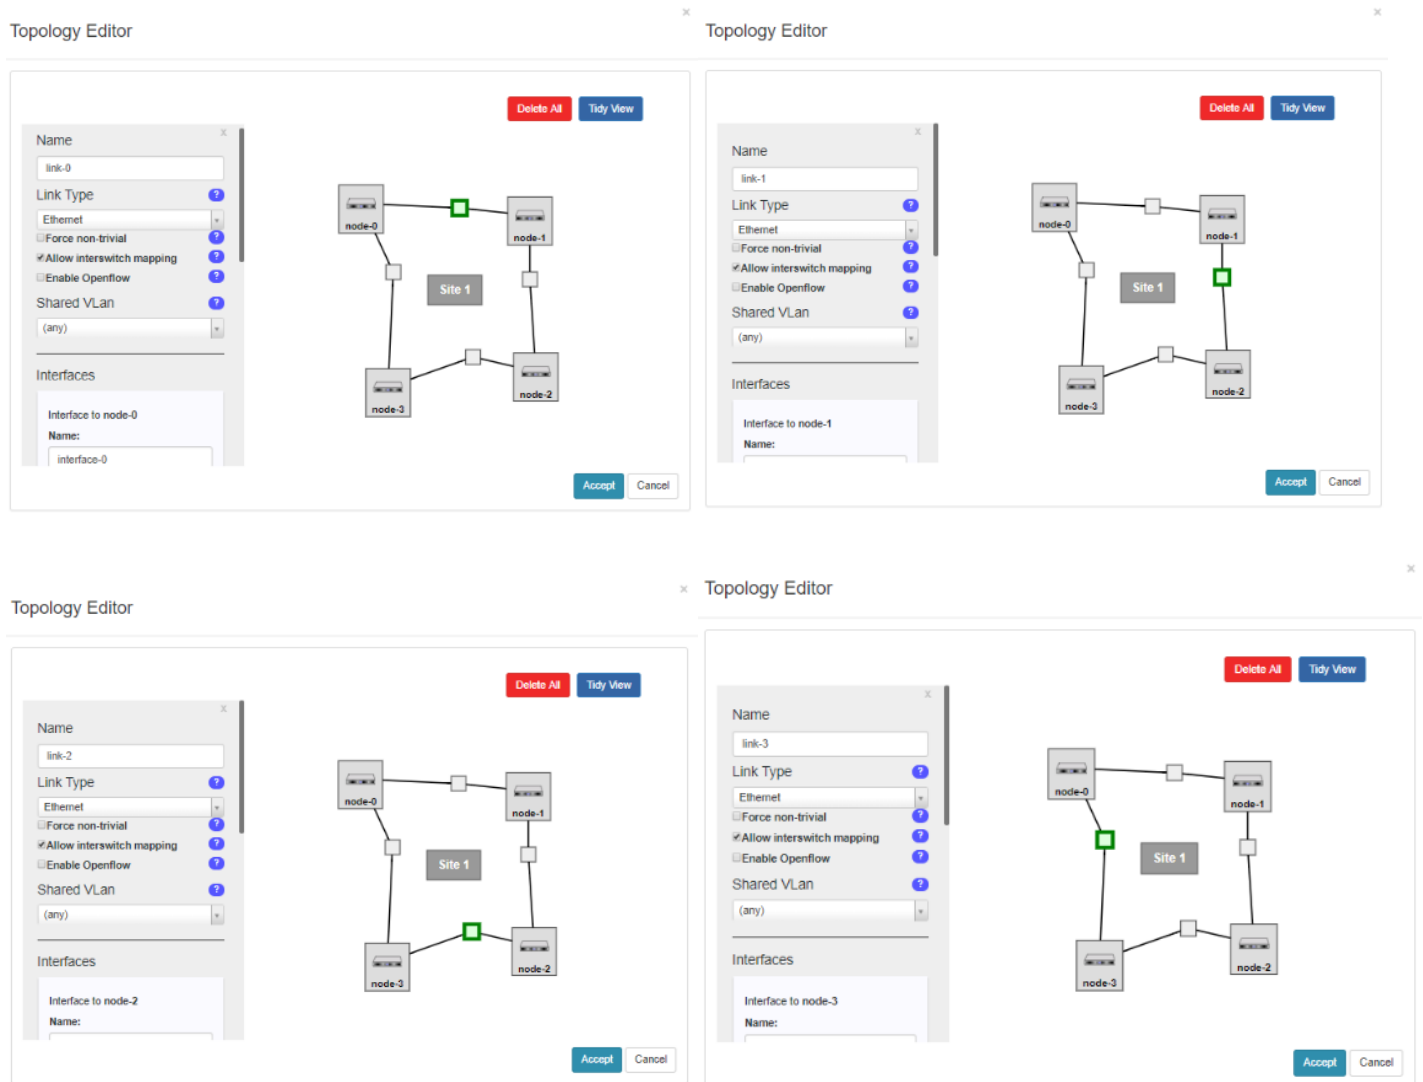 ×
Topology Editor
Delete All
Tidy View
x
Name
link-0
Link Type
?
Ethernet
Force non-trivial
?
Allow interswitch mapping
?
Enable Openflow
?
Shared VLan
?
(any)
Interfaces
Interface to node-0
Name:
interface-0
node-0
node-1
Site 1
node-2
node-3
Accept
Cancel
×
Topology Editor
Delete All
Tidy View
x
Name
link-1
Link Type
?
Ethernet
Force non-trivial
?
Allow interswitch mapping
?
Enable Openflow
?
Shared VLan
?
(any)
Interfaces
Interface to node-1
Name:
node-0
node-1
Site 1
node-2
node-3
Accept
Cancel
×
Topology Editor
Delete All
Tidy View
x
Name
link-2
Link Type
?
Ethernet
Force non-trivial
?
Allow interswitch mapping
?
Enable Openflow
?
Shared VLan
?
(any)
Interfaces
Interface to node-2
Name:
node-0
node-1
Site 1
node-2
node-3
Accept
Cancel
×
Topology Editor
Delete All
Tidy View
x
Name
link-3
Link Type
?
Ethernet
Force non-trivial
?
Allow interswitch mapping
?
Enable Openflow
?
Shared VLan
?
(any)
Interfaces
Interface to node-3
Name:
node-0
node-1
Site 1
node-2
node-3
Accept
Cancel